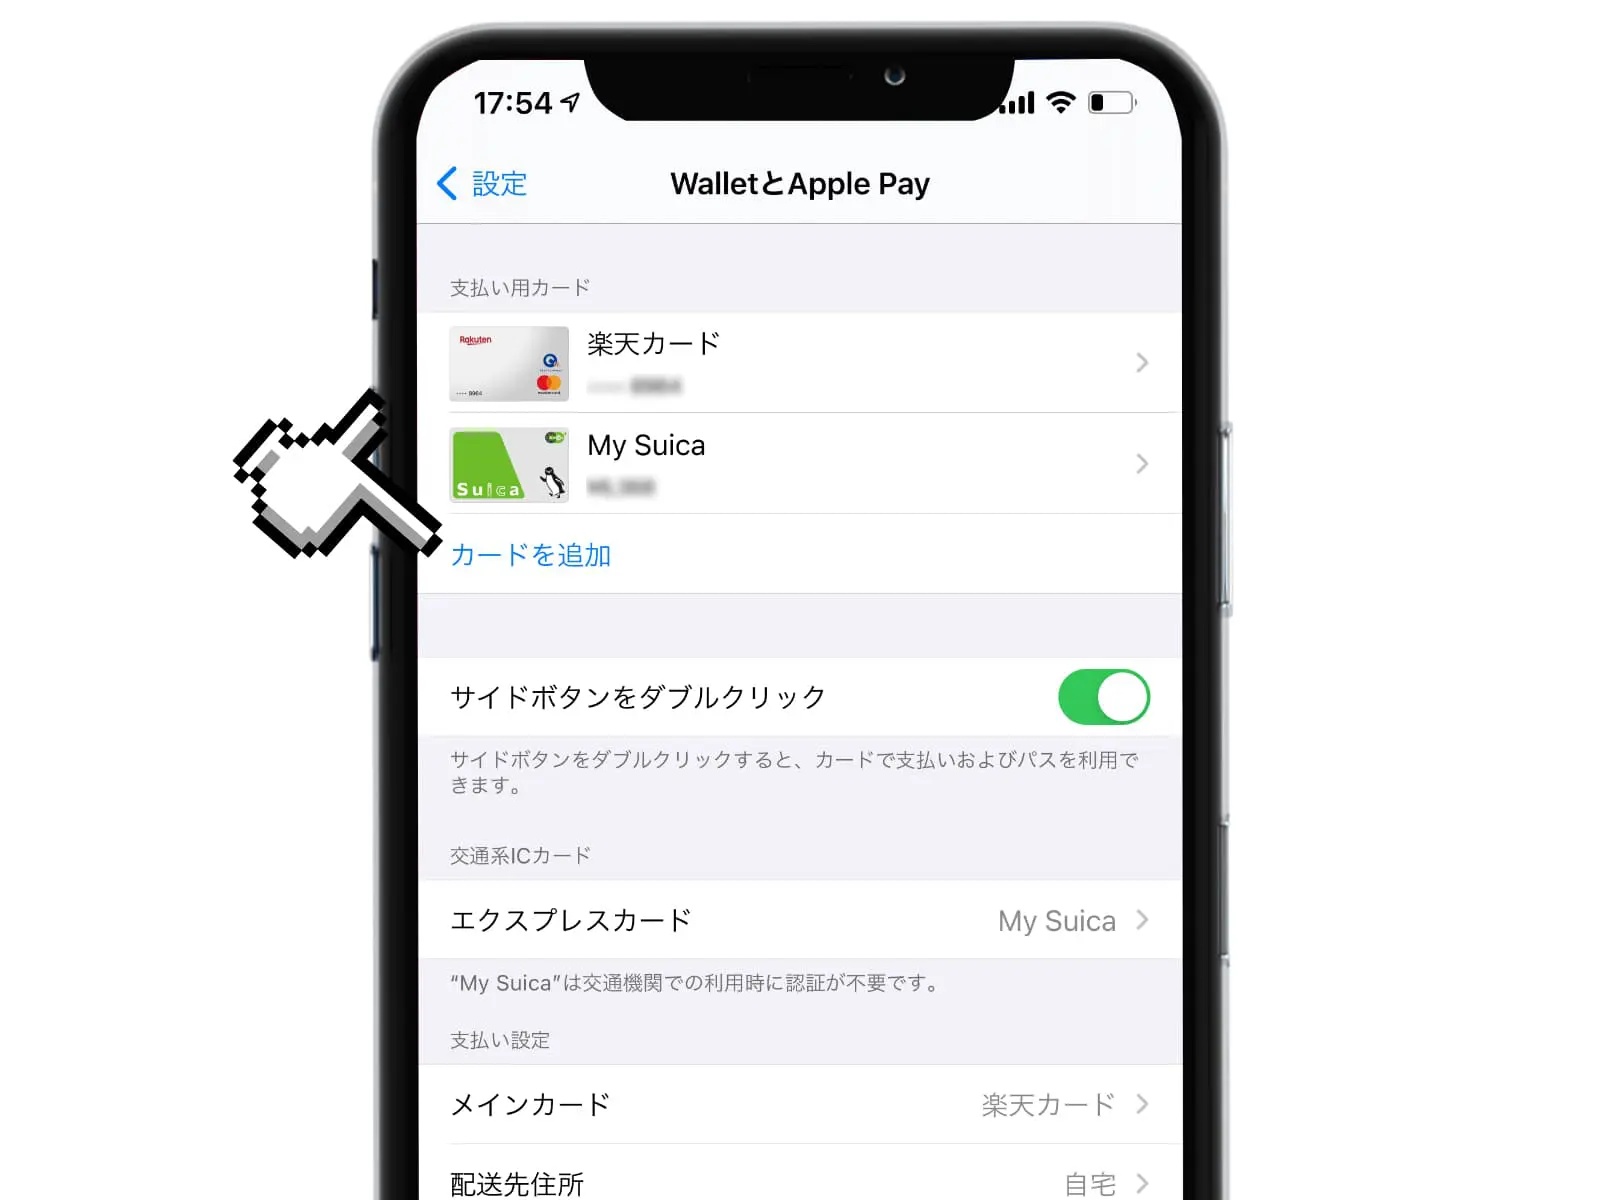 17:54
設定
WalletとApple Pay
支払い用カード
Rakuten
楽天カード
My Suica
Suica
カードを追加
サイドボタンをダブルクリック
サイドボタンをダブルクリックすると、カードで支払いおよびパスを利用で
きます。
交通系ICカード
エクスプレスカード
My Suica
“My Suica”は交通機関での利用時に認証が不要です。
支払い設定
メインカード
楽天カード
配送先住所
自宅